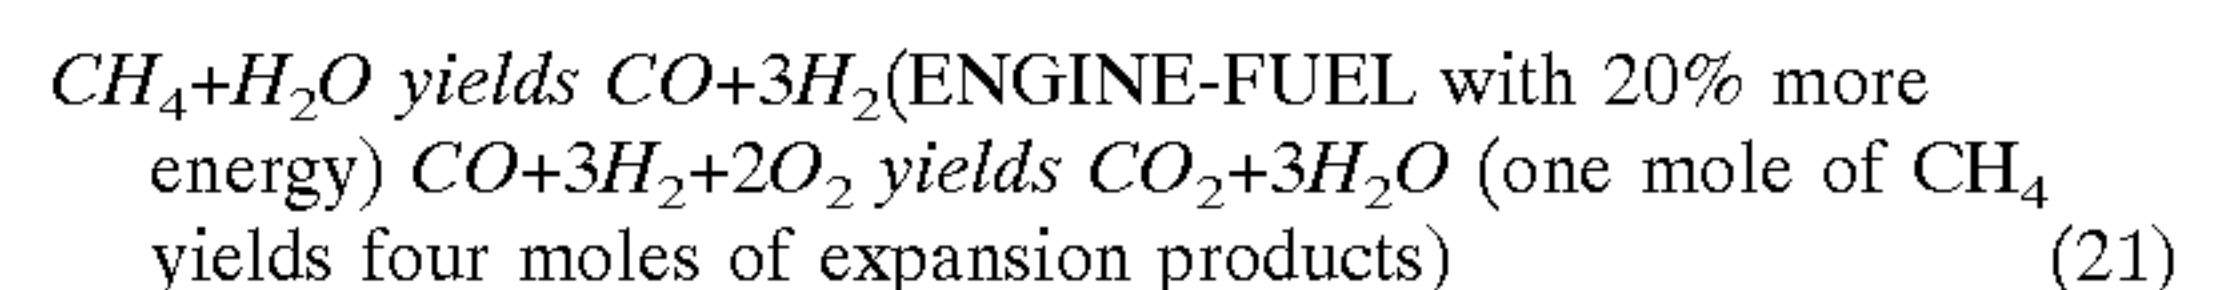 CH₄+H₂O yields CO+3H₂(ENGINE-FUEL with 20% more
energy) CO+3H₂+2O₂ yields CO₂+3H₂O (one mole of CH₄
yields four moles of expansion products) (21)